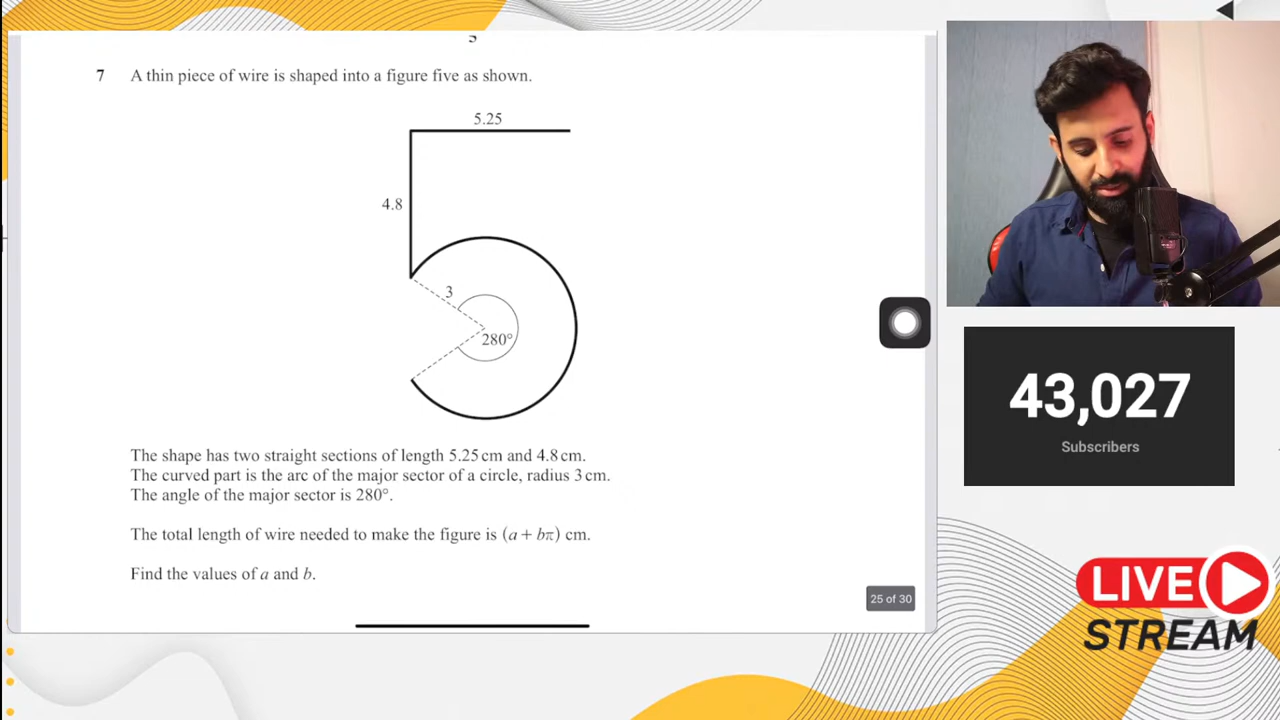 7 A thin piece of wire is shaped into a figure five as shown.
5.25
4.8
3
280°
The shape has two straight sections of length 5.25 cm and 4.8 cm.
The curved part is the arc of the major sector of a circle, radius 3 cm.
The angle of the major sector is 280°.
The total length of wire needed to make the figure is (a + bπ) cm.
Find the values of a and b.
25 of 30
43,027
Subscribers
LIVE
STREAM